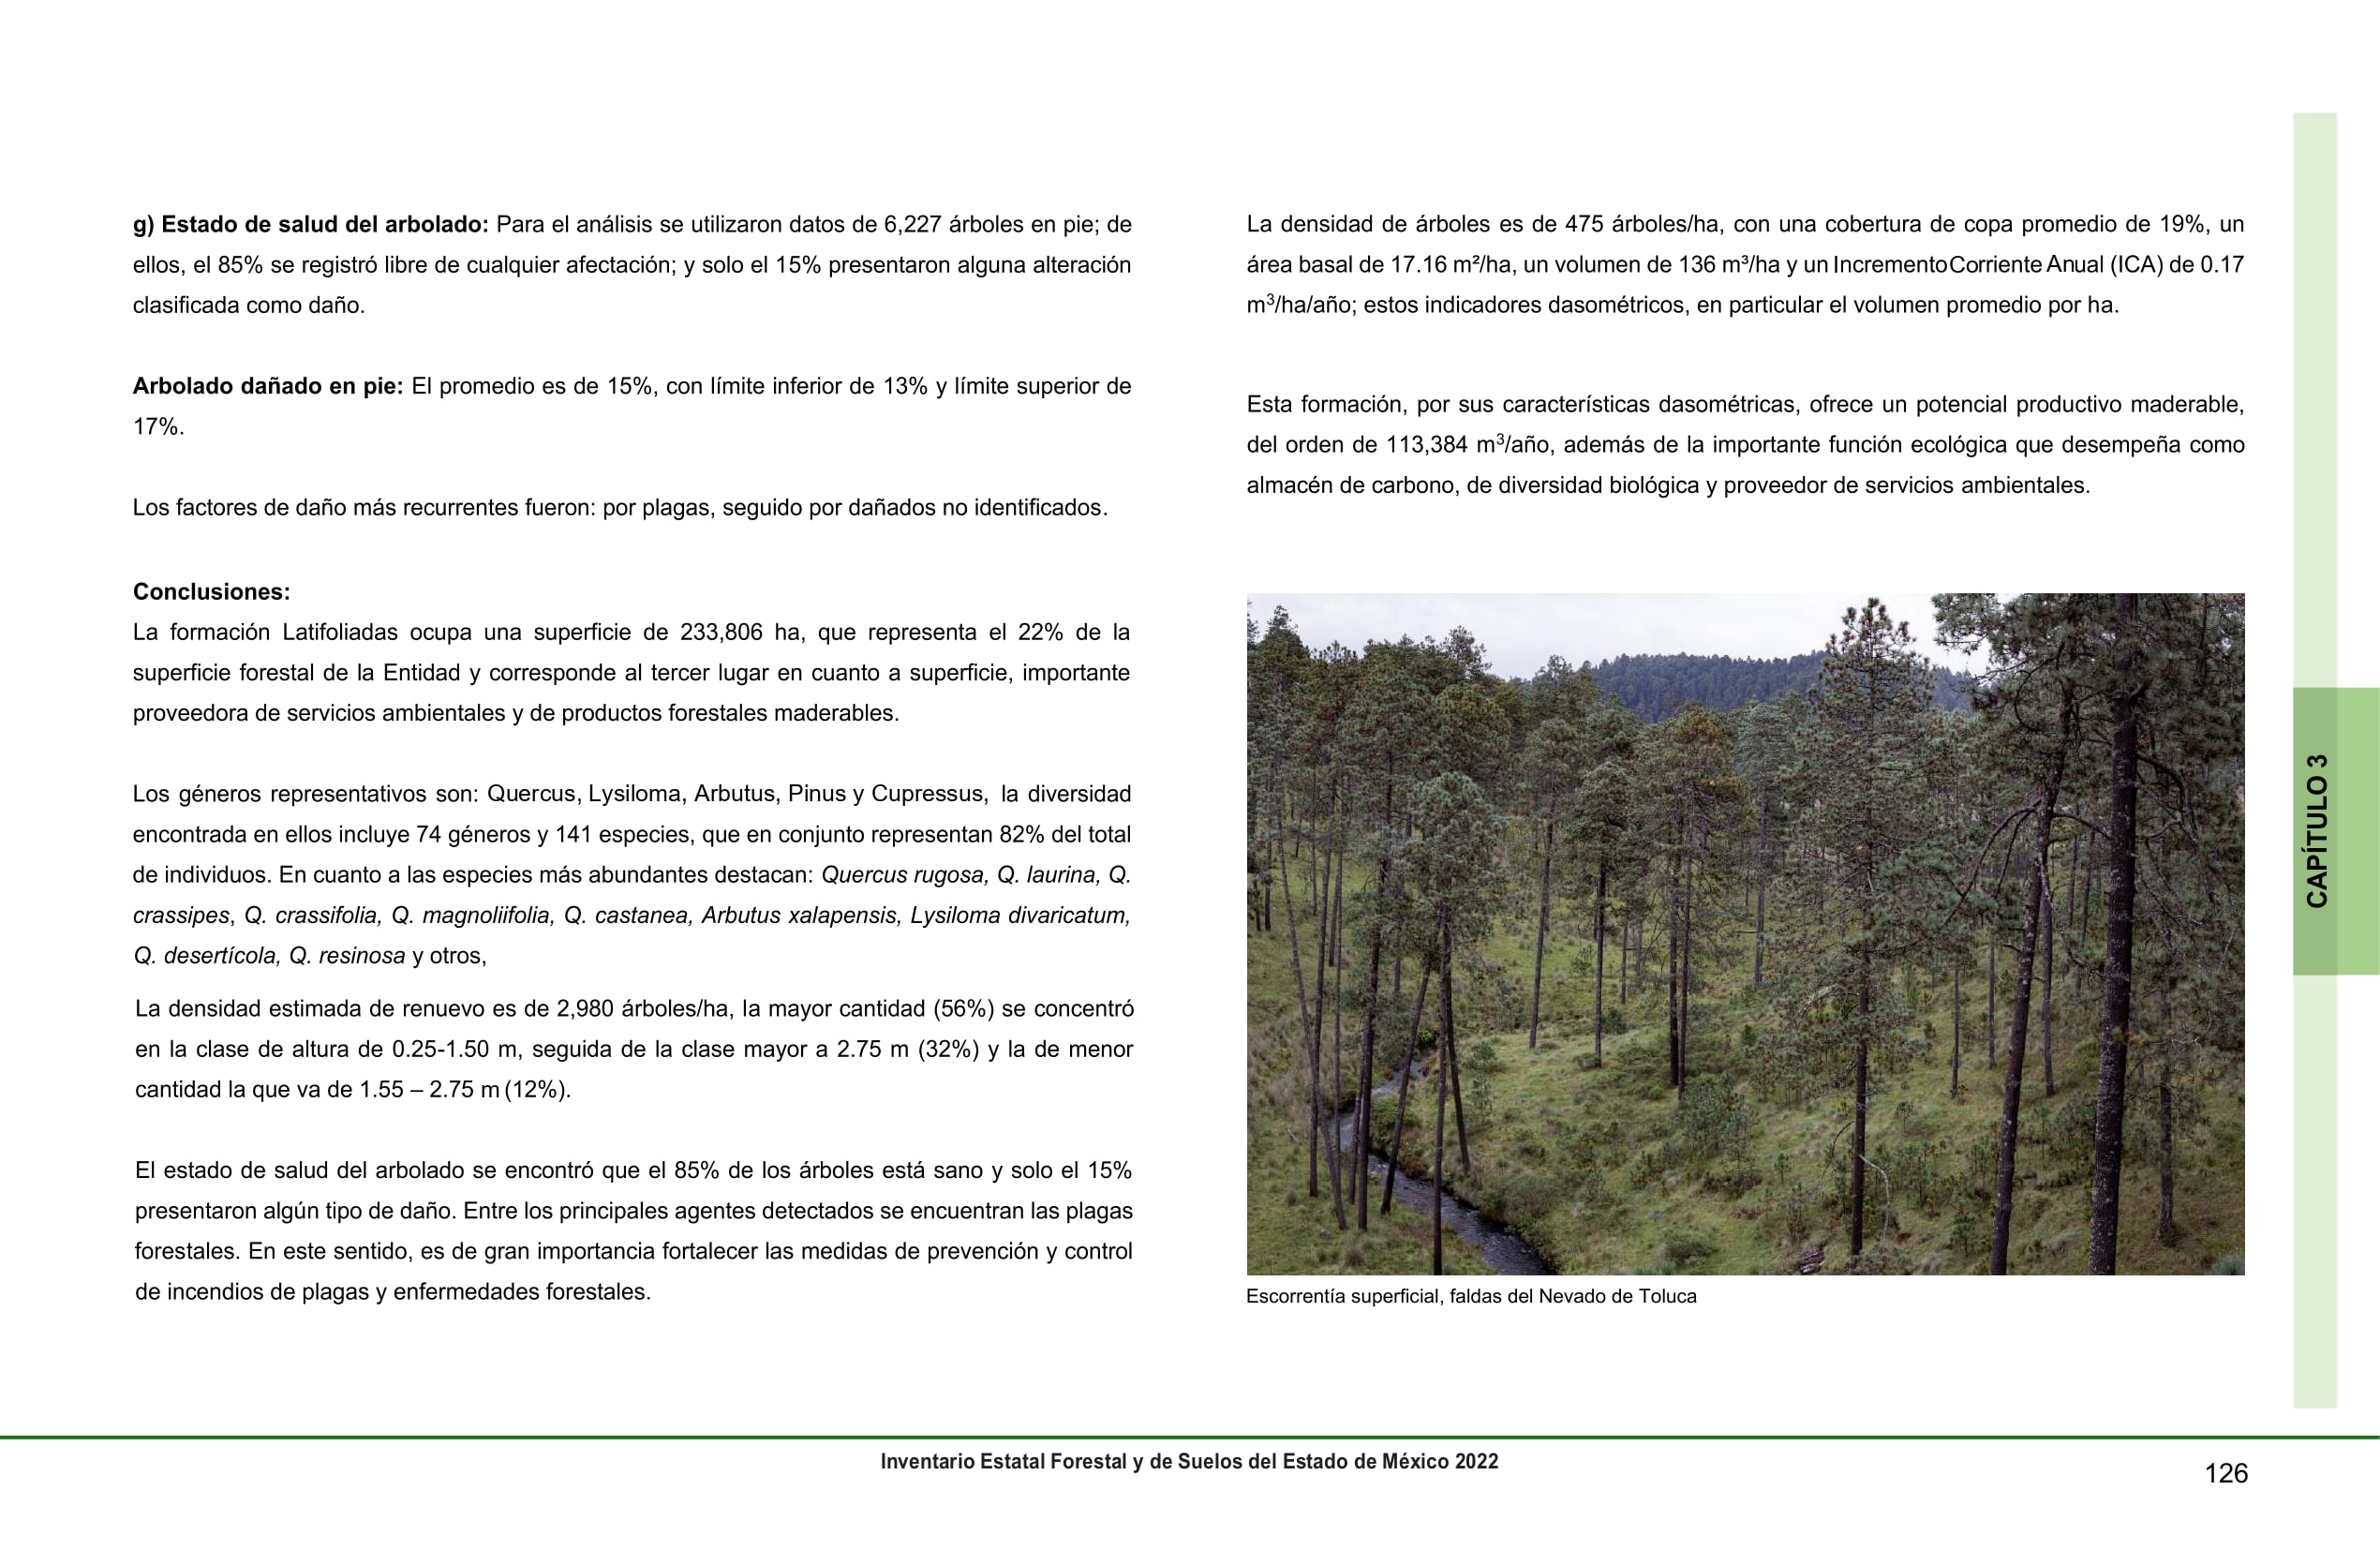 g) Estado de salud del arbolado: Para el análisis se utilizaron datos de 6,227 árboles en pie; de
ellos, el 85% se registró libre de cualquier afectación; y solo el 15% presentaron alguna alteración
clasificada como daño.
Arbolado dañado en pie: El promedio es de 15%, con límite inferior de 13% y límite superior de
17%.
Los factores de daño más recurrentes fueron: por plagas, seguido por dañados no identificados.
Conclusiones:
La formación Latifoliadas ocupa una superficie de 233,806 ha, que representa el 22% de la
superficie forestal de la Entidad y corresponde al tercer lugar en cuanto a superficie, importante
proveedora de servicios ambientales y de productos forestales maderables.
Los géneros representativos son: Quercus, Lysiloma, Arbutus, Pinus y Cupressus, la diversidad
encontrada en ellos incluye 74 géneros y 141 especies, que en conjunto representan 82% del total
de individuos. En cuanto a las especies más abundantes destacan: Quercus rugosa, Q. laurina, Q.
crassipes, Q. crassifolia, Q. magnoliifolia, Q. castanea, Arbutus xalapensis, Lysiloma divaricatum,
Q. desertícola, Q. resinosa y otros,
La densidad estimada de renuevo es de 2,980 árboles/ha, la mayor cantidad (56%) se concentró
en la clase de altura de 0.25-1.50 m, seguida de la clase mayor a 2.75 m (32%) y la de menor
cantidad la que va de 1.55 – 2.75 m (12%).
El estado de salud del arbolado se encontró que el 85% de los árboles está sano y solo el 15%
presentaron algún tipo de daño. Entre los principales agentes detectados se encuentran las plagas
forestales. En este sentido, es de gran importancia fortalecer las medidas de prevención y control
de incendios de plagas y enfermedades forestales.
La densidad de árboles es de 475 árboles/ha, con una cobertura de copa promedio de 19%, un
área basal de 17.16 m²/ha, un volumen de 136 m³/ha y un Incremento Corriente Anual (ICA) de 0.17
m³/ha/año; estos indicadores dasométricos, en particular el volumen promedio por ha.
Esta formación, por sus características dasométricas, ofrece un potencial productivo maderable,
del orden de 113,384 m³/año, además de la importante función ecológica que desempeña como
almacén de carbono, de diversidad biológica y proveedor de servicios ambientales.
Escorrentía superficial, faldas del Nevado de Toluca
CAPÍTULO 3
Inventario Estatal Forestal y de Suelos del Estado de México 2022
126